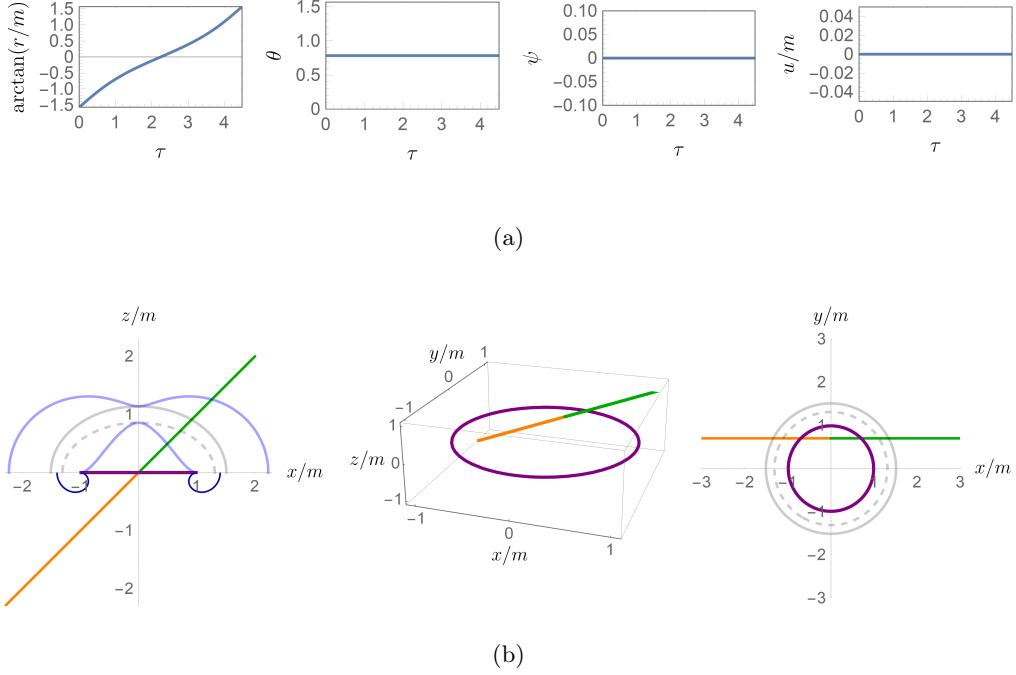 arctan(r/m)
1.5
1.0
0.5
0
−0.5
−1.0
−1.5
0 1 2 3 4
τ
θ
1.5
1.0
0.5
0
0 1 2 3 4
τ
ψ
0.10
0.05
0
−0.05
−0.10
0 1 2 3 4
τ
u/m
0.04
0.02
0
−0.02
−0.04
0 1 2 3 4
τ
(a)
z/m
2
1
−2 −1 1 2 x/m
−1
−2
y/m 1
0
−1
1
z/m 0
−1
−1 0 1
x/m
y/m
3
2
1
−3 −2 −1 1 2 3 x/m
−1
−2
−3
(b)